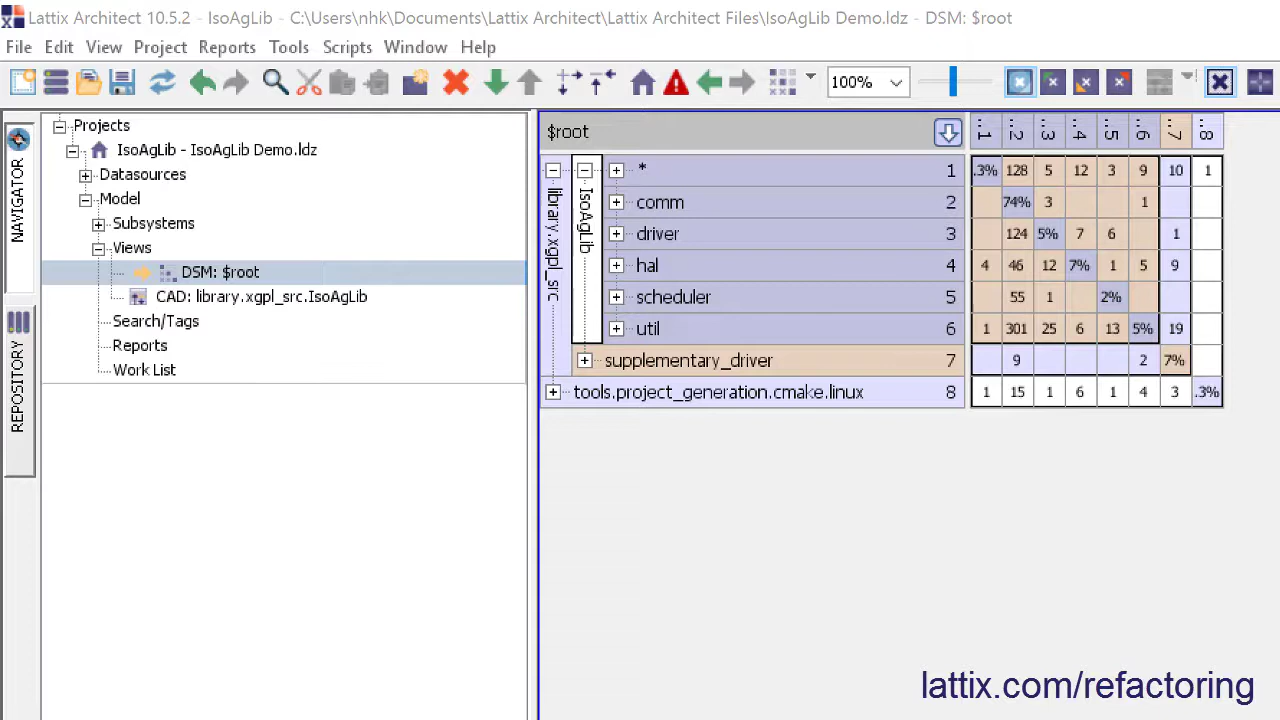 Lattix Architect 10.5.2 - IsoAgLib - C:\Users\nhk\Documents\Lattix Architect\Lattix Architect Files\IsoAgLib Demo.ldz - DSM: $root
File Edit View Project Reports Tools Scripts Window Help
100%
NAVIGATOR
REPOSITORY
Projects
IsoAgLib - IsoAgLib Demo.ldz
Datasources
Model
Subsystems
Views
DSM: $root
CAD: library.xgpl_src.IsoAgLib
Search/Tags
Reports
Work List
$root ..1 ..2 ..3 ..4 ..5 ..6 ..7 ..8
library.xgpl_src
IsoAgLib
* 1 .3% 128 5 12 3 9 10 1
comm 2 74% 3 1
driver 3 124 5% 7 6 1
hal 4 4 46 12 7% 1 5 9
scheduler 5 55 1 2%
util 6 1 301 25 6 13 5% 19
supplementary_driver 7 9 2 7%
tools.project_generation.cmake.linux 8 1 15 1 6 1 4 3 .3%
lattix.com/refactoring